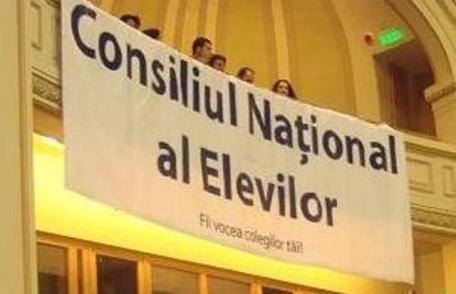 Consiliul Național
al Elevilor
Fii vocea colegilor tăi!